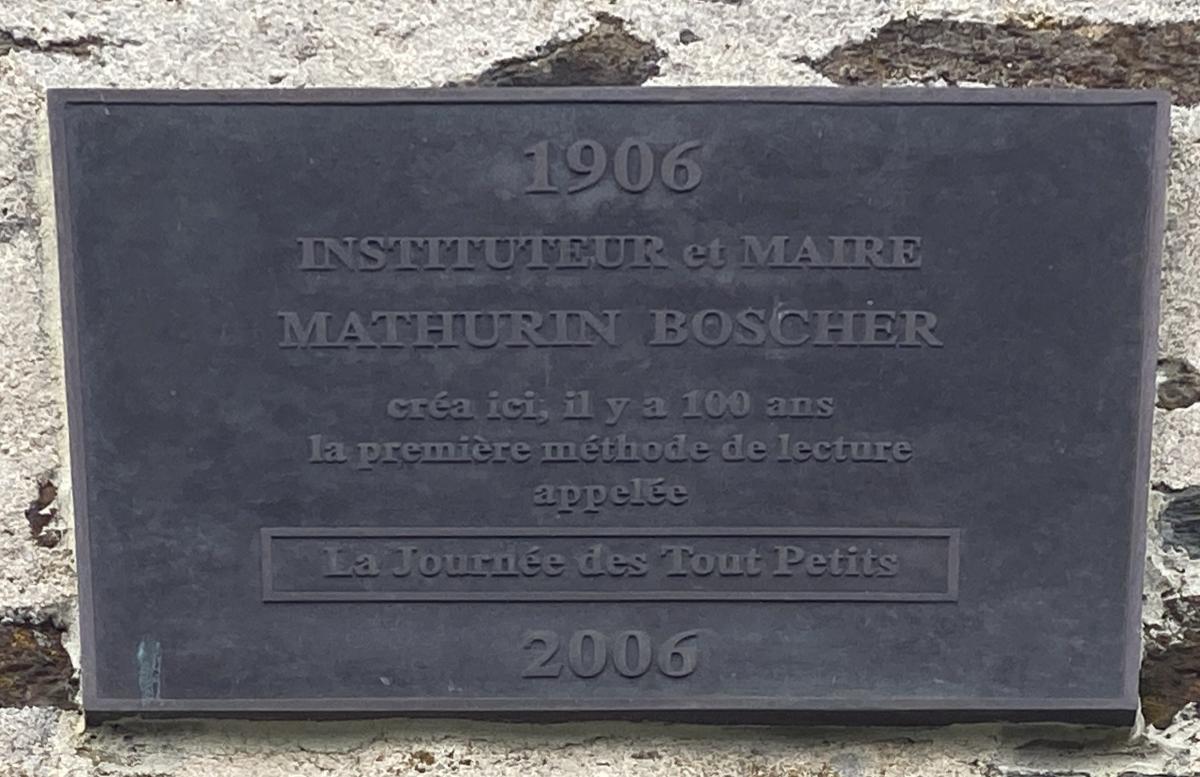 1906
INSTITUTEUR et MAIRE
MATHURIN BOSCHER
créa ici, il y a 100 ans
la première méthode de lecture
appelée
La Journée des Tout Petits
2006